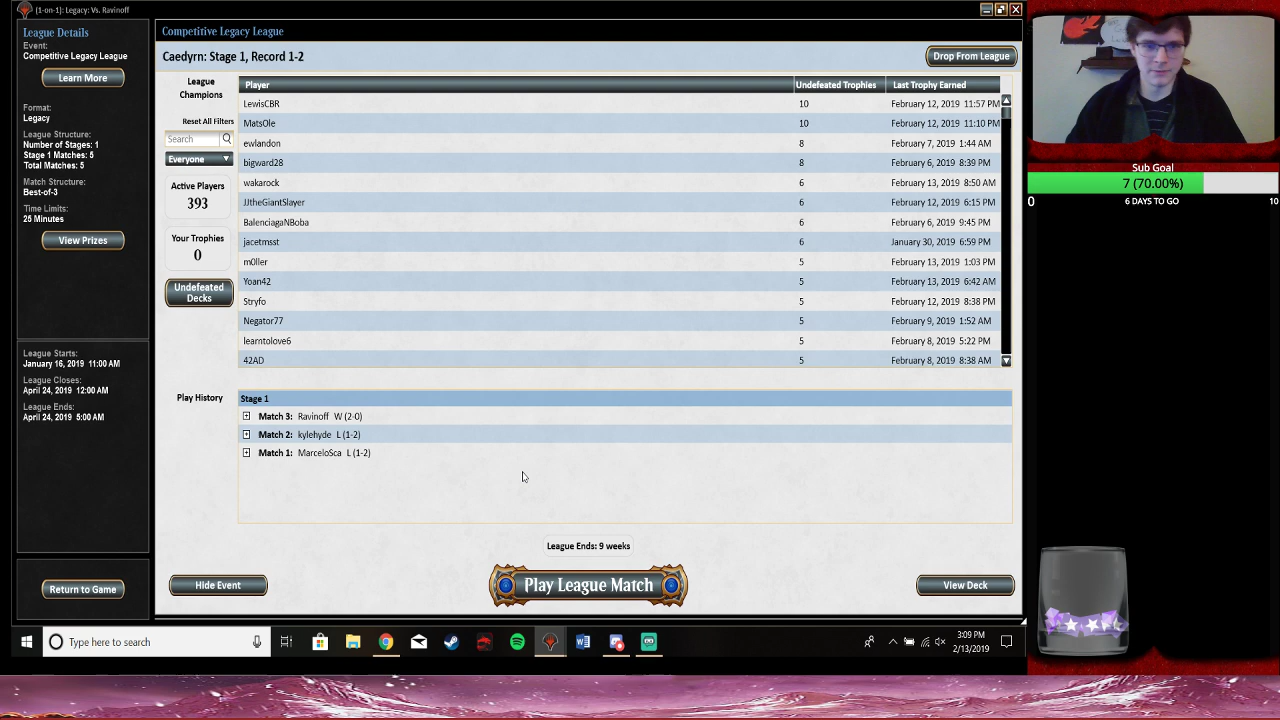 (1-on-1): Legacy: Vs. Ravinoff
League Details
Event:
Competitive Legacy League
Learn More
Format:
Legacy
League Structure:
Number of Stages: 1
Stage 1 Matches: 5
Total Matches: 5
Match Structure:
Best-of-3
Time Limits:
25 Minutes
View Prizes
League Starts:
January 16, 2019 11:00 AM
League Closes:
April 24, 2019 12:00 AM
League Ends:
April 24, 2019 5:00 AM
Return to Game
Competitive Legacy League
Caedyrn: Stage 1, Record 1-2
Drop From League
League
Champions
Reset All Filters
Search
Everyone
Active Players
393
Your Trophies
0
Undefeated
Decks
Player Undefeated Trophies Last Trophy Earned
LewisCBR 10 February 12, 2019 11:57 PM
MatsOle 10 February 12, 2019 11:10 PM
ewlandon 8 February 7, 2019 1:44 AM
bigward28 8 February 6, 2019 8:39 PM
wakarock 6 February 13, 2019 8:50 AM
JJtheGiantSlayer 6 February 12, 2019 6:15 PM
BalenciagaNBoba 6 February 6, 2019 9:45 PM
jacetmsst 6 January 30, 2019 6:59 PM
m0ller 5 February 13, 2019 1:03 PM
Yoan42 5 February 13, 2019 6:42 AM
Stryfo 5 February 12, 2019 8:38 PM
Negator77 5 February 9, 2019 1:52 AM
learntolove6 5 February 8, 2019 5:22 PM
42AD 5 February 8, 2019 8:38 AM
Play History
Stage 1
Match 3: Ravinoff W (2-0)
Match 2: kylehyde L (1-2)
Match 1: MarceloSca L (1-2)
League Ends: 9 weeks
Hide Event
Play League Match
View Deck
Type here to search
3:09 PM
2/13/2019
Sub Goal
7 (70.00%)
0 6 DAYS TO GO 10